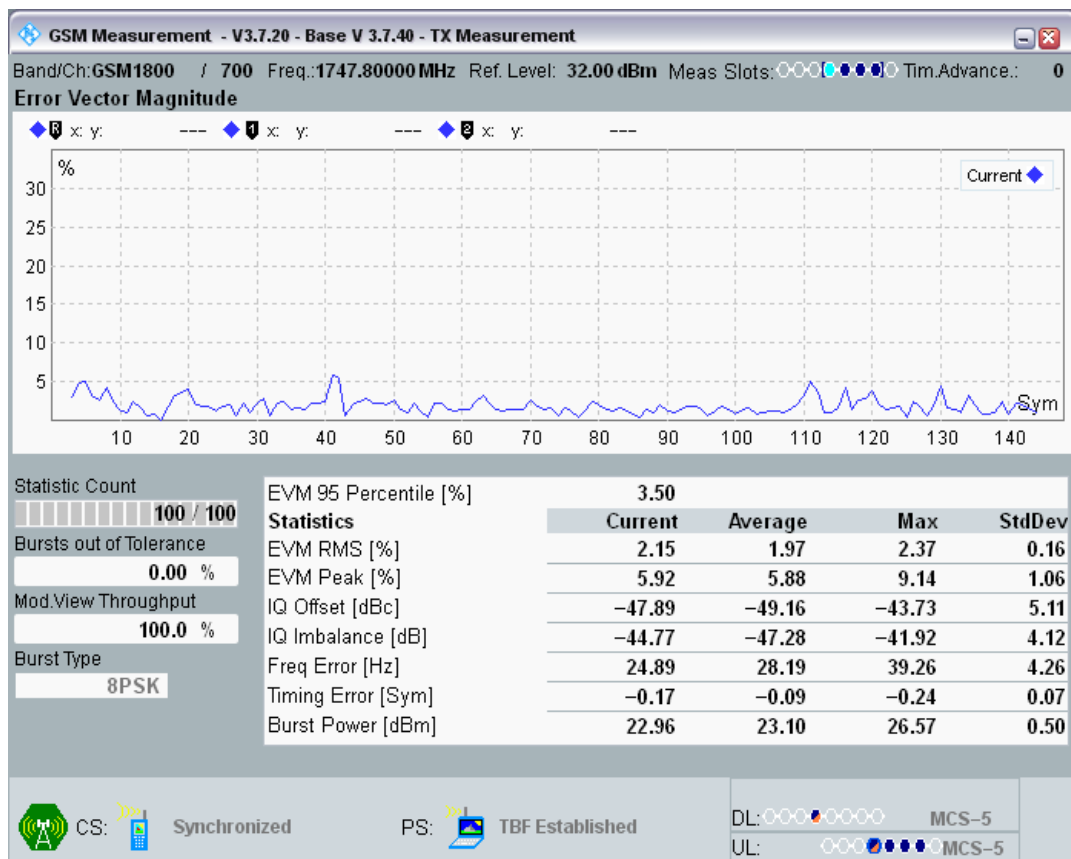 GSM Measurement - V3.7.20 - Base V 3.7.40 - TX Measurement
Band/Ch:GSM1800 / 700 Freq.:1747.80000 MHz Ref. Level: 32.00 dBm Meas Slots: Tim.Advance.: 0
Error Vector Magnitude
R x: y: --- 1 x: y: --- 2 x: y: ---
%
Current
30
25
20
15
10
5
Sym
10 20 30 40 50 60 70 80 90 100 110 120 130 140
Statistic Count
100 / 100
Bursts out of Tolerance
0.00 %
Mod.View Throughput
100.0 %
Burst Type
8PSK
EVM 95 Percentile [%] 3.50
Statistics Current Average Max StdDev
EVM RMS [%] 2.15 1.97 2.37 0.16
EVM Peak [%] 5.92 5.88 9.14 1.06
IQ Offset [dBc] −47.89 −49.16 −43.73 5.11
IQ Imbalance [dB] −44.77 −47.28 −41.92 4.12
Freq Error [Hz] 24.89 28.19 39.26 4.26
Timing Error [Sym] −0.17 −0.09 −0.24 0.07
Burst Power [dBm] 22.96 23.10 26.57 0.50
CS: Synchronized PS: TBF Established
DL: MCS−5
UL: MCS−5